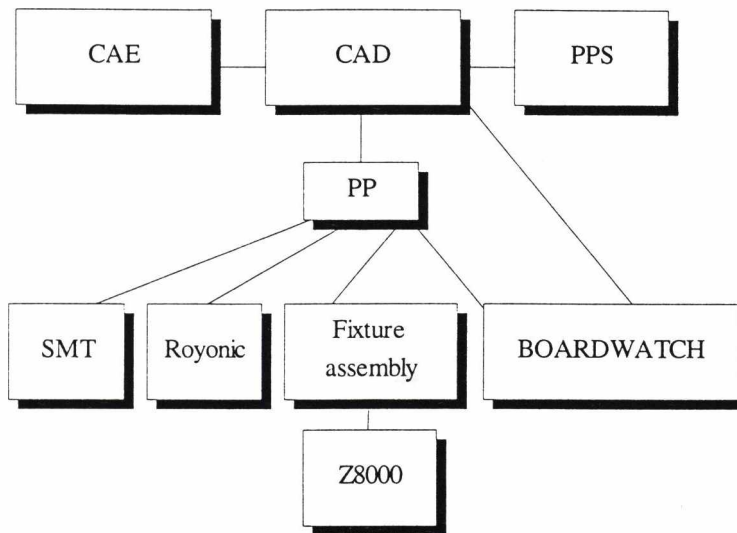 CAE
CAD
PPS
PP
SMT
Royonic
Fixture
assembly
BOARDWATCH
Z8000